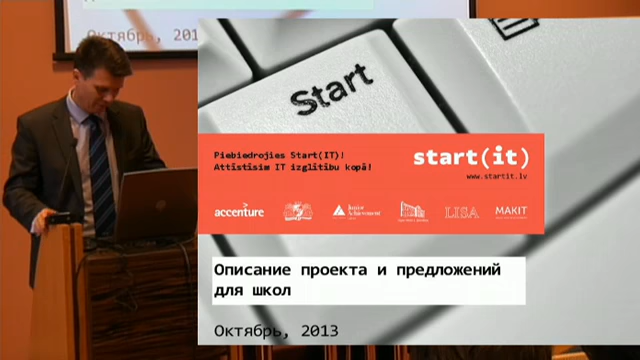 Октябрь, 201
Start
Piebiedrojies Start(IT)!
Attīstīsim IT izglītību kopā!
start(it)
www.startit.lv
accenture
Junior
Achievement
LISA
MAKIT
Описание проекта и предложений
для школ
Октябрь, 2013